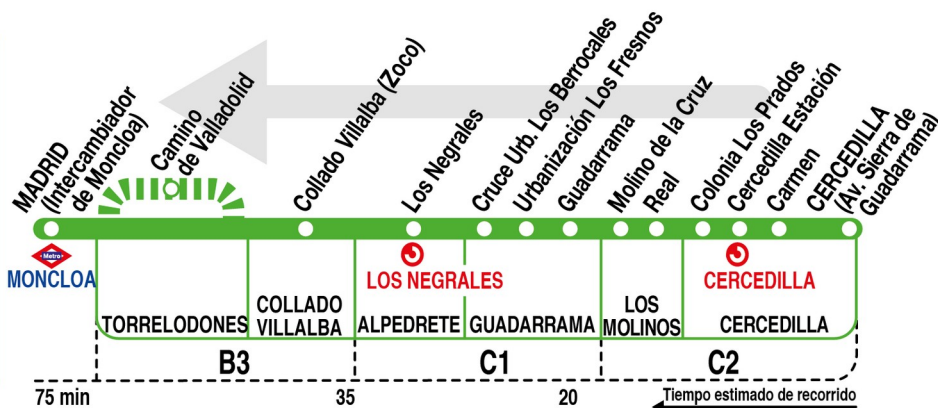 MADRID
(Intercambiador
de Moncloa)
Camino
de Valladolid
Collado Villalba (Zoco)
Los Negrales
Cruce Urb. Los Berrocales
Urbanización Los Fresnos
Guadarrama
Molino de la Cruz
Real
Colonia Los Prados
Cercedilla Estación
Carmen
CERCEDILLA
(Av. Sierra de
Guadarrama)
Metro
MONCLOA
LOS NEGRALES
CERCEDILLA
TORRELODONES
COLLADO
VILLALBA
ALPEDRETE
GUADARRAMA
LOS
MOLINOS
CERCEDILLA
B3
C1
C2
75 min
35
20
Tiempo estimado de recorrido